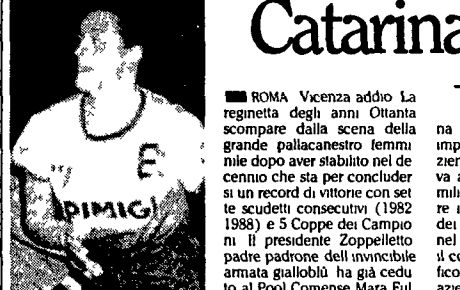 Catarina
6
PIMIGI
ROMA Vicenza addio La
reginetta degli anni Ottanta
scompare dalla scena della
grande pallacanestro femmi
nile dopo aver stabilito nel de
cennio che sta per concluder
si un record di vittorie con set
te scudetti consecutivi (1982
1988) e 5 Coppe dei Campio
ni Il presidente Zoppelletto
padre padrone dell invincibile
armata gialloblù ha già cedu
to al Pool Comense Mara Ful
na
imp
zien
va a
mili
re i
dei
nel
il c
fico
azie